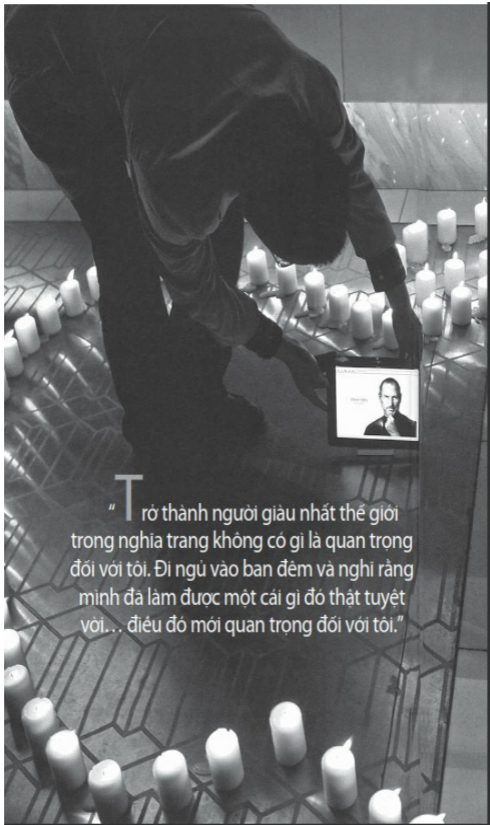 “Trở thành người giàu nhất thế giới
trong nghĩa trang không có gì là quan trọng
đối với tôi. Đi ngủ vào ban đêm và nghĩ rằng
mình đã làm được một cái gì đó thật tuyệt
vời... điều đó mới quan trọng đối với tôi.”